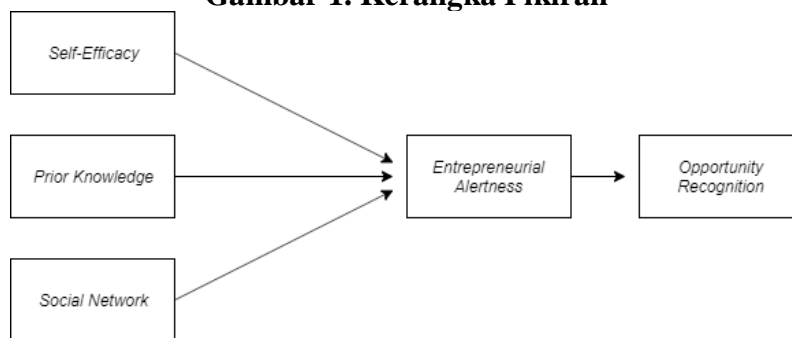 Gambar 1. Kerangka Pikiran
Self-Efficacy
Prior Knowledge
Entrepreneurial
Alertness
Opportunity
Recognition
Social Network